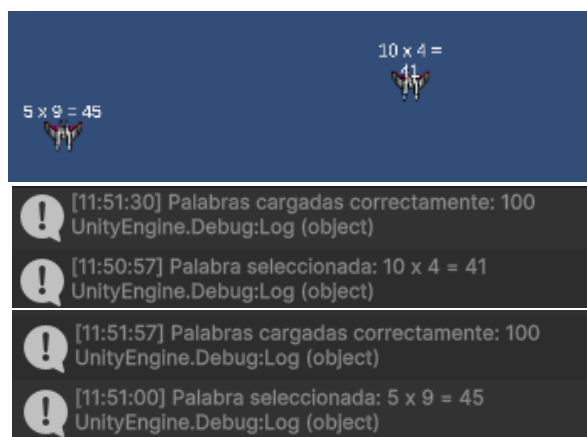 10 x 4 =
41
5 x 9 = 45
[11:51:30] Palabras cargadas correctamente: 100
UnityEngine.Debug:Log (object)
[11:50:57] Palabra seleccionada: 10 x 4 = 41
UnityEngine.Debug:Log (object)
[11:51:57] Palabras cargadas correctamente: 100
UnityEngine.Debug:Log (object)
[11:51:00] Palabra seleccionada: 5 x 9 = 45
UnityEngine.Debug:Log (object)